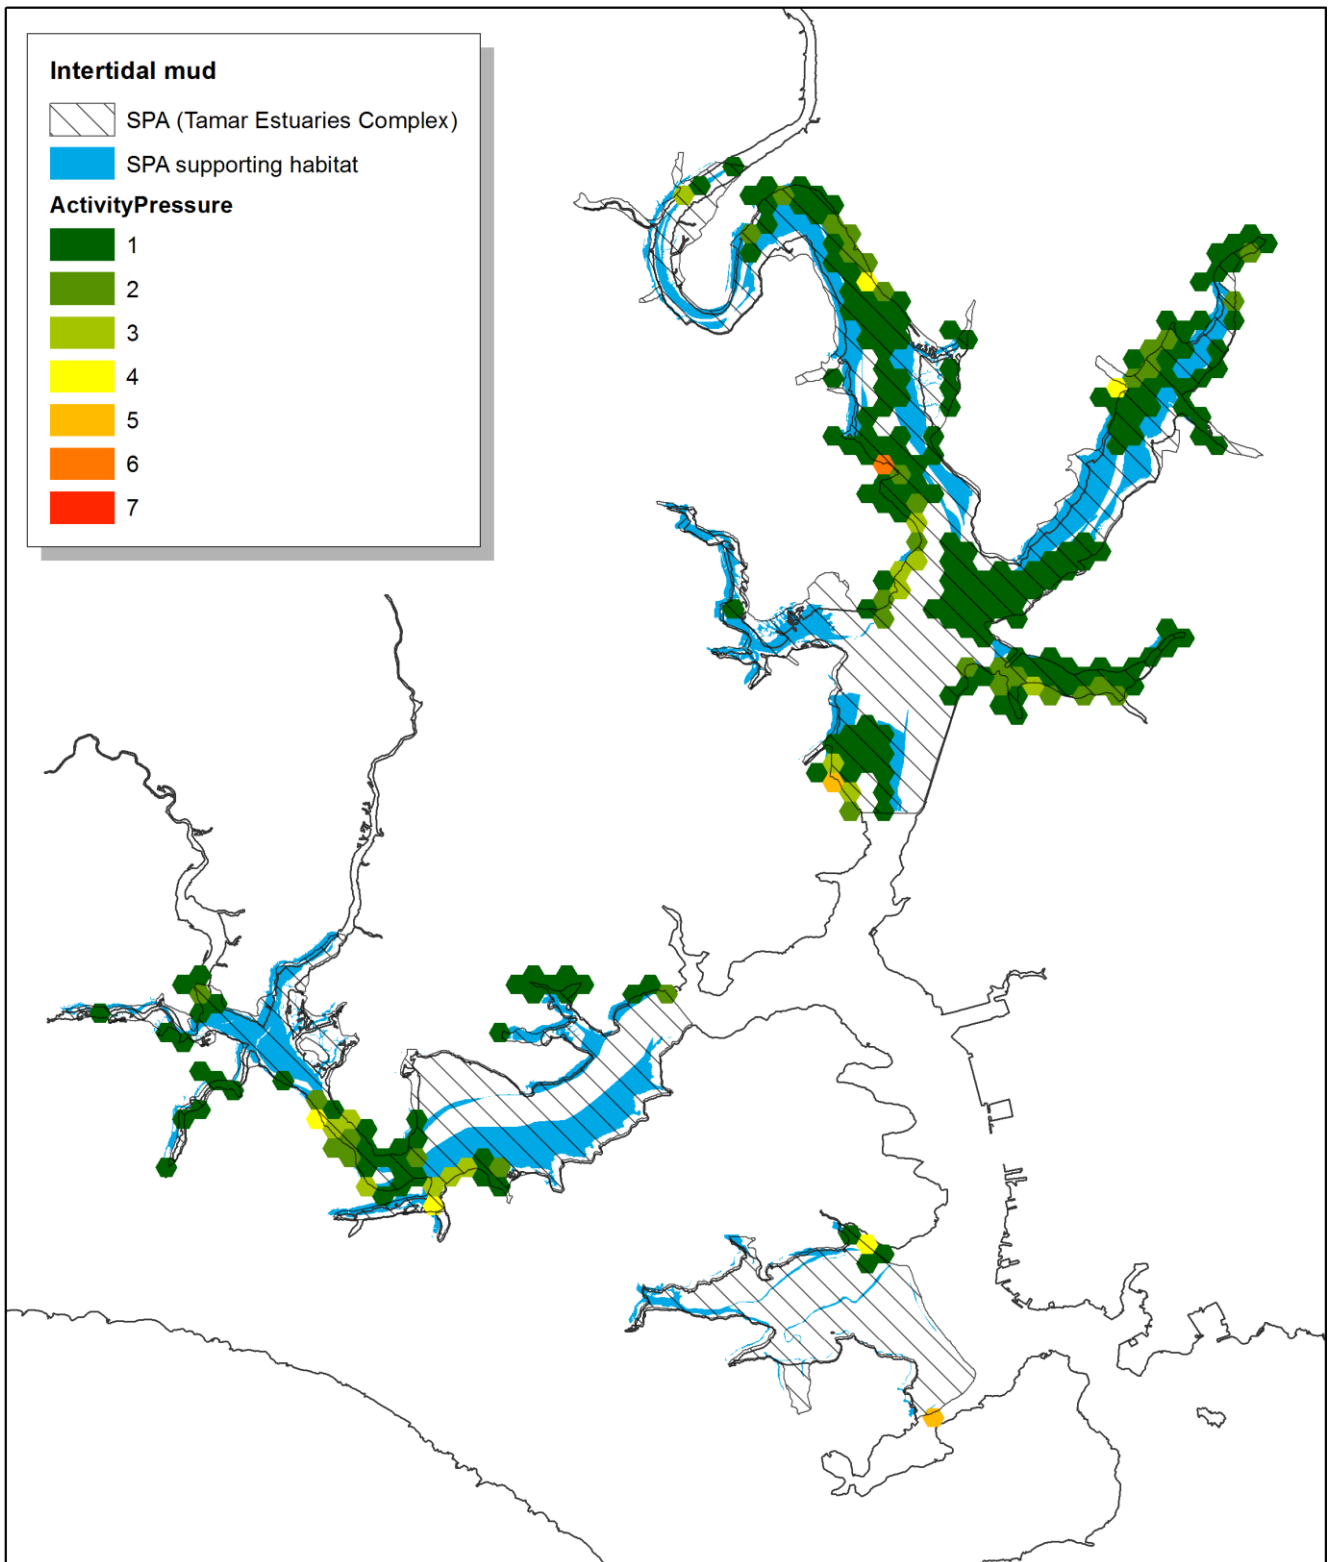 Intertidal mud
SPA (Tamar Estuaries Complex)
SPA supporting habitat
ActivityPressure
1
2
3
4
5
6
7